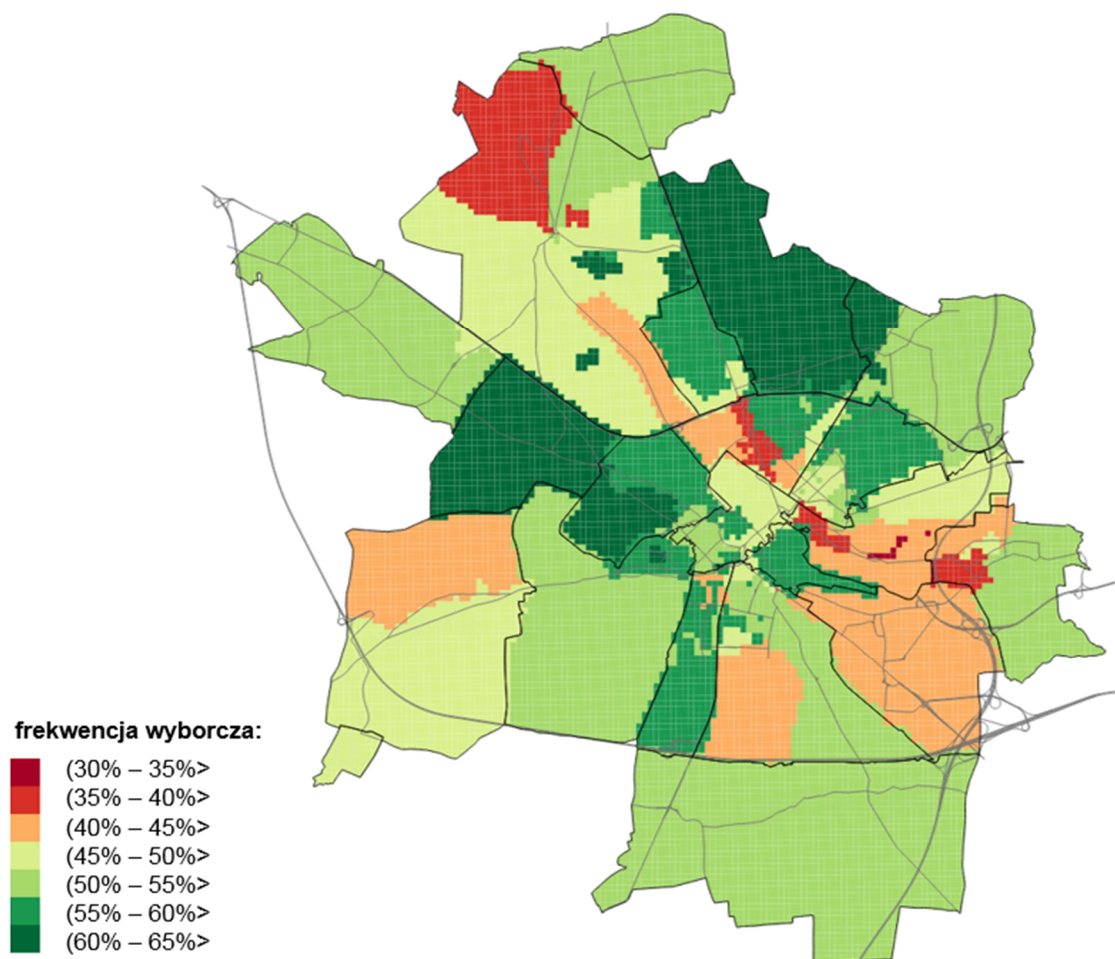 frekwencja wyborcza:
(30% – 35%>
(35% – 40%>
(40% – 45%>
(45% – 50%>
(50% – 55%>
(55% – 60%>
(60% – 65%>